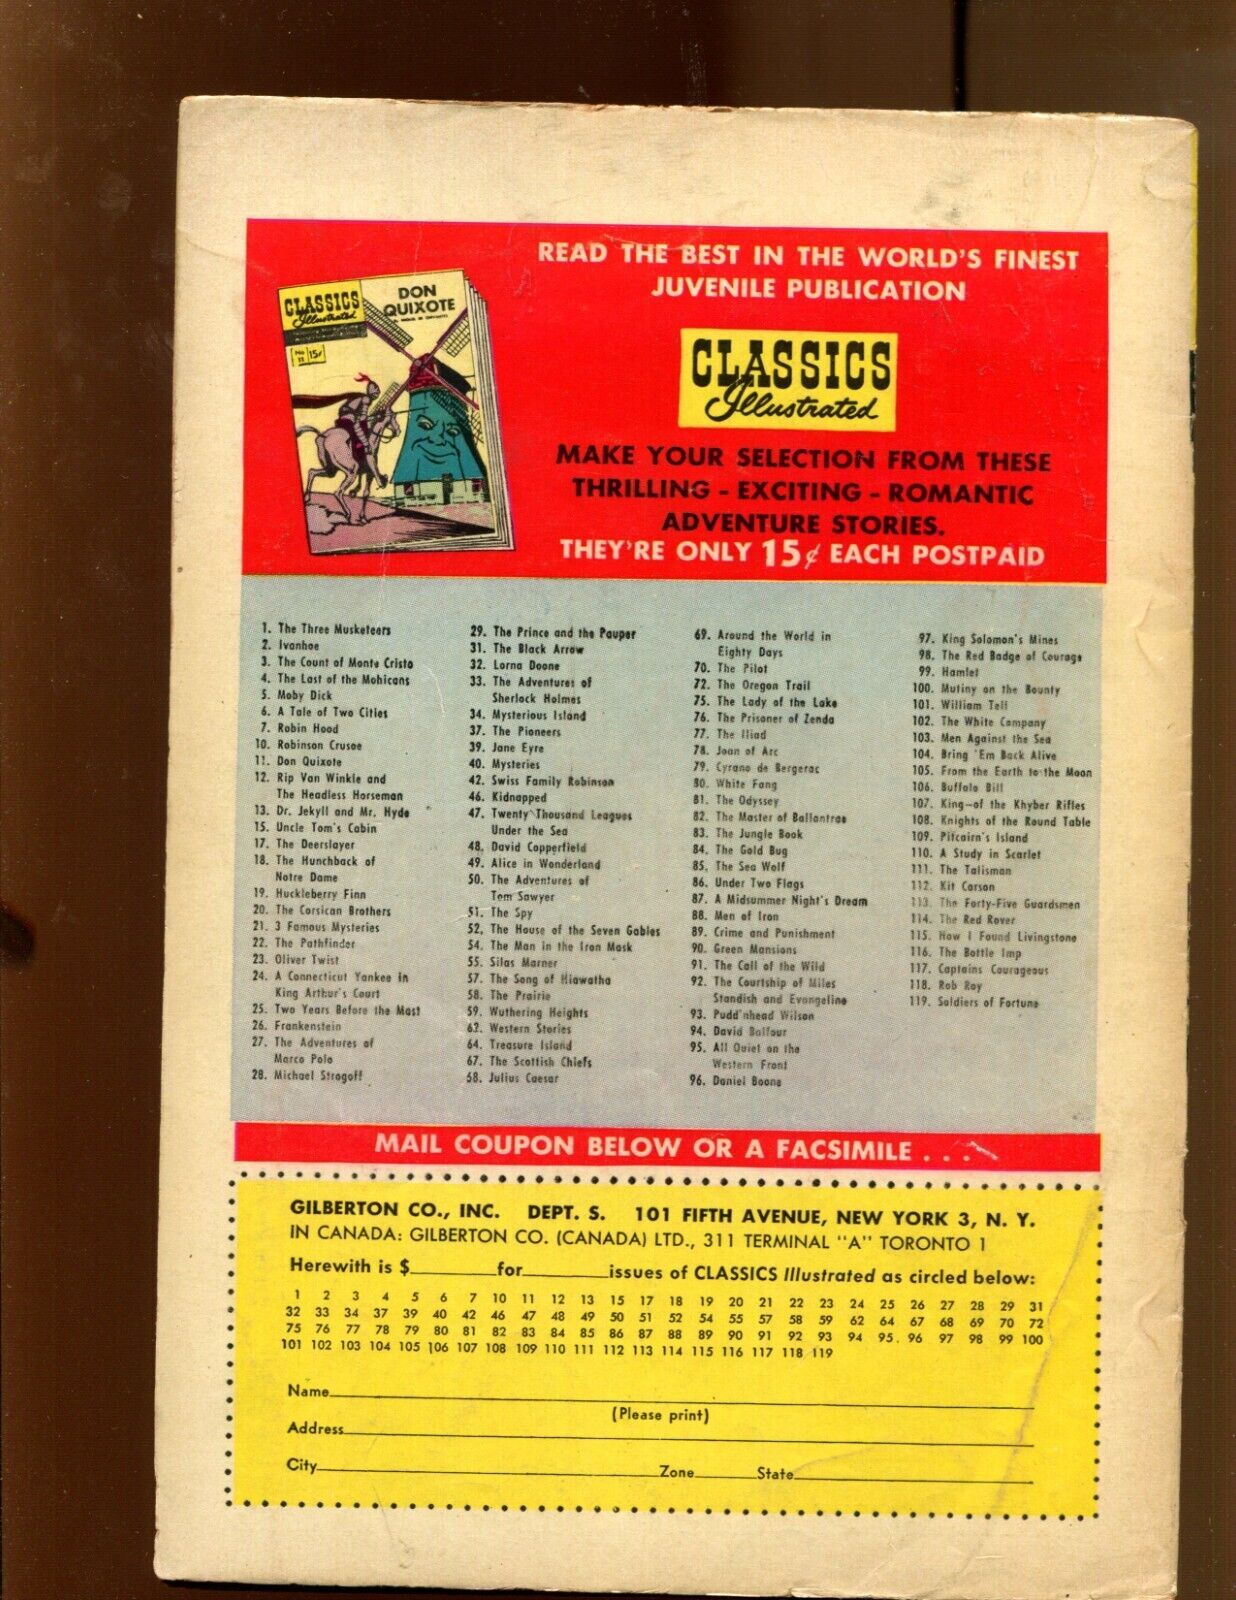 READ THE BEST IN THE WORLD'S FINEST
JUVENILE PUBLICATION
CLASSICS
Illustrated
DON
QUIXOTE
No
11
15¢
CLASSICS
Illustrated
MAKE YOUR SELECTION FROM THESE
THRILLING - EXCITING - ROMANTIC
ADVENTURE STORIES.
THEY'RE ONLY 15¢ EACH POSTPAID
1. The Three Musketeers
2. Ivanhoe
3. The Count of Monte Cristo
4. The Last of the Mohicans
5. Moby Dick
6. A Tale of Two Cities
7. Robin Hood
10. Robinson Crusoe
11. Don Quixote
12. Rip Van Winkle and
The Headless Horseman
13. Dr. Jekyll and Mr. Hyde
15. Uncle Tom's Cabin
17. The Deerslayer
18. The Hunchback of
Notre Dame
19. Huckleberry Finn
20. The Corsican Brothers
21. 3 Famous Mysteries
22. The Pathfinder
23. Oliver Twist
24. A Connecticut Yankee in
King Arthur's Court
25. Two Years Before the Mast
26. Frankenstein
27. The Adventures of
Marco Polo
28. Michael Strogoff
29. The Prince and the Pauper
31. The Black Arrow
32. Lorna Doone
33. The Adventures of
Sherlock Holmes
34. Mysterious Island
37. The Pioneers
39. Jane Eyre
40. Mysteries
42. Swiss Family Robinson
46. Kidnapped
47. Twenty Thousand Leagues
Under the Sea
48. David Copperfield
49. Alice in Wonderland
50. The Adventures of
Tom Sawyer
51. The Spy
52. The House of the Seven Gables
54. The Man in the Iron Mask
55. Silas Marner
57. The Song of Hiawatha
58. The Prairie
59. Wuthering Heights
62. Western Stories
64. Treasure Island
67. The Scottish Chiefs
68. Julius Caesar
69. Around the World in
Eighty Days
70. The Pilot
72. The Oregon Trail
75. The Lady of the Lake
76. The Prisoner of Zenda
77. The Iliad
78. Joan of Arc
79. Cyrano de Bergerac
80. White Fang
81. The Odyssey
82. The Master of Ballantrae
83. The Jungle Book
84. The Gold Bug
85. The Sea Wolf
86. Under Two Flags
87. A Midsummer Night's Dream
88. Men of Iron
89. Crime and Punishment
90. Green Mansions
91. The Call of the Wild
92. The Courtship of Miles
Standish and Evangeline
93. Pudd'nhead Wilson
94. David Balfour
95. All Quiet on the
Western Front
96. Daniel Boone
97. King Solomon's Mines
98. The Red Badge of Courage
99. Hamlet
100. Mutiny on the Bounty
101. William Tell
102. The White Company
103. Men Against the Sea
104. Bring 'Em Back Alive
105. From the Earth to the Moon
106. Buffalo Bill
107. King—of the Khyber Rifles
108. Knights of the Round Table
109. Pitcairn's Island
110. A Study in Scarlet
111. The Talisman
112. Kit Carson
113. The Forty-Five Guardsmen
114. The Red Rover
115. How I Found Livingstone
116. The Bottle Imp
117. Captains Courageous
118. Rob Roy
119. Soldiers of Fortune
MAIL COUPON BELOW OR A FACSIMILE . . .
GILBERTON CO., INC. DEPT. S. 101 FIFTH AVENUE, NEW YORK 3, N. Y.
IN CANADA: GILBERTON CO. (CANADA) LTD., 311 TERMINAL "A" TORONTO 1
Herewith is $________for________issues of CLASSICS Illustrated as circled below:
1 2 3 4 5 6 7 10 11 12 13 15 17 18 19 20 21 22 23 24 25 26 27 28 29 31
32 33 34 37 39 40 42 46 47 48 49 50 51 52 54 55 57 58 59 62 64 67 68 69 70 72
75 76 77 78 79 80 81 82 83 84 85 86 87 88 89 90 91 92 93 94 95 96 97 98 99 100
101 102 103 104 105 106 107 108 109 110 111 112 113 114 115 116 117 118 119
Name
(Please print)
Address
City________Zone________State________